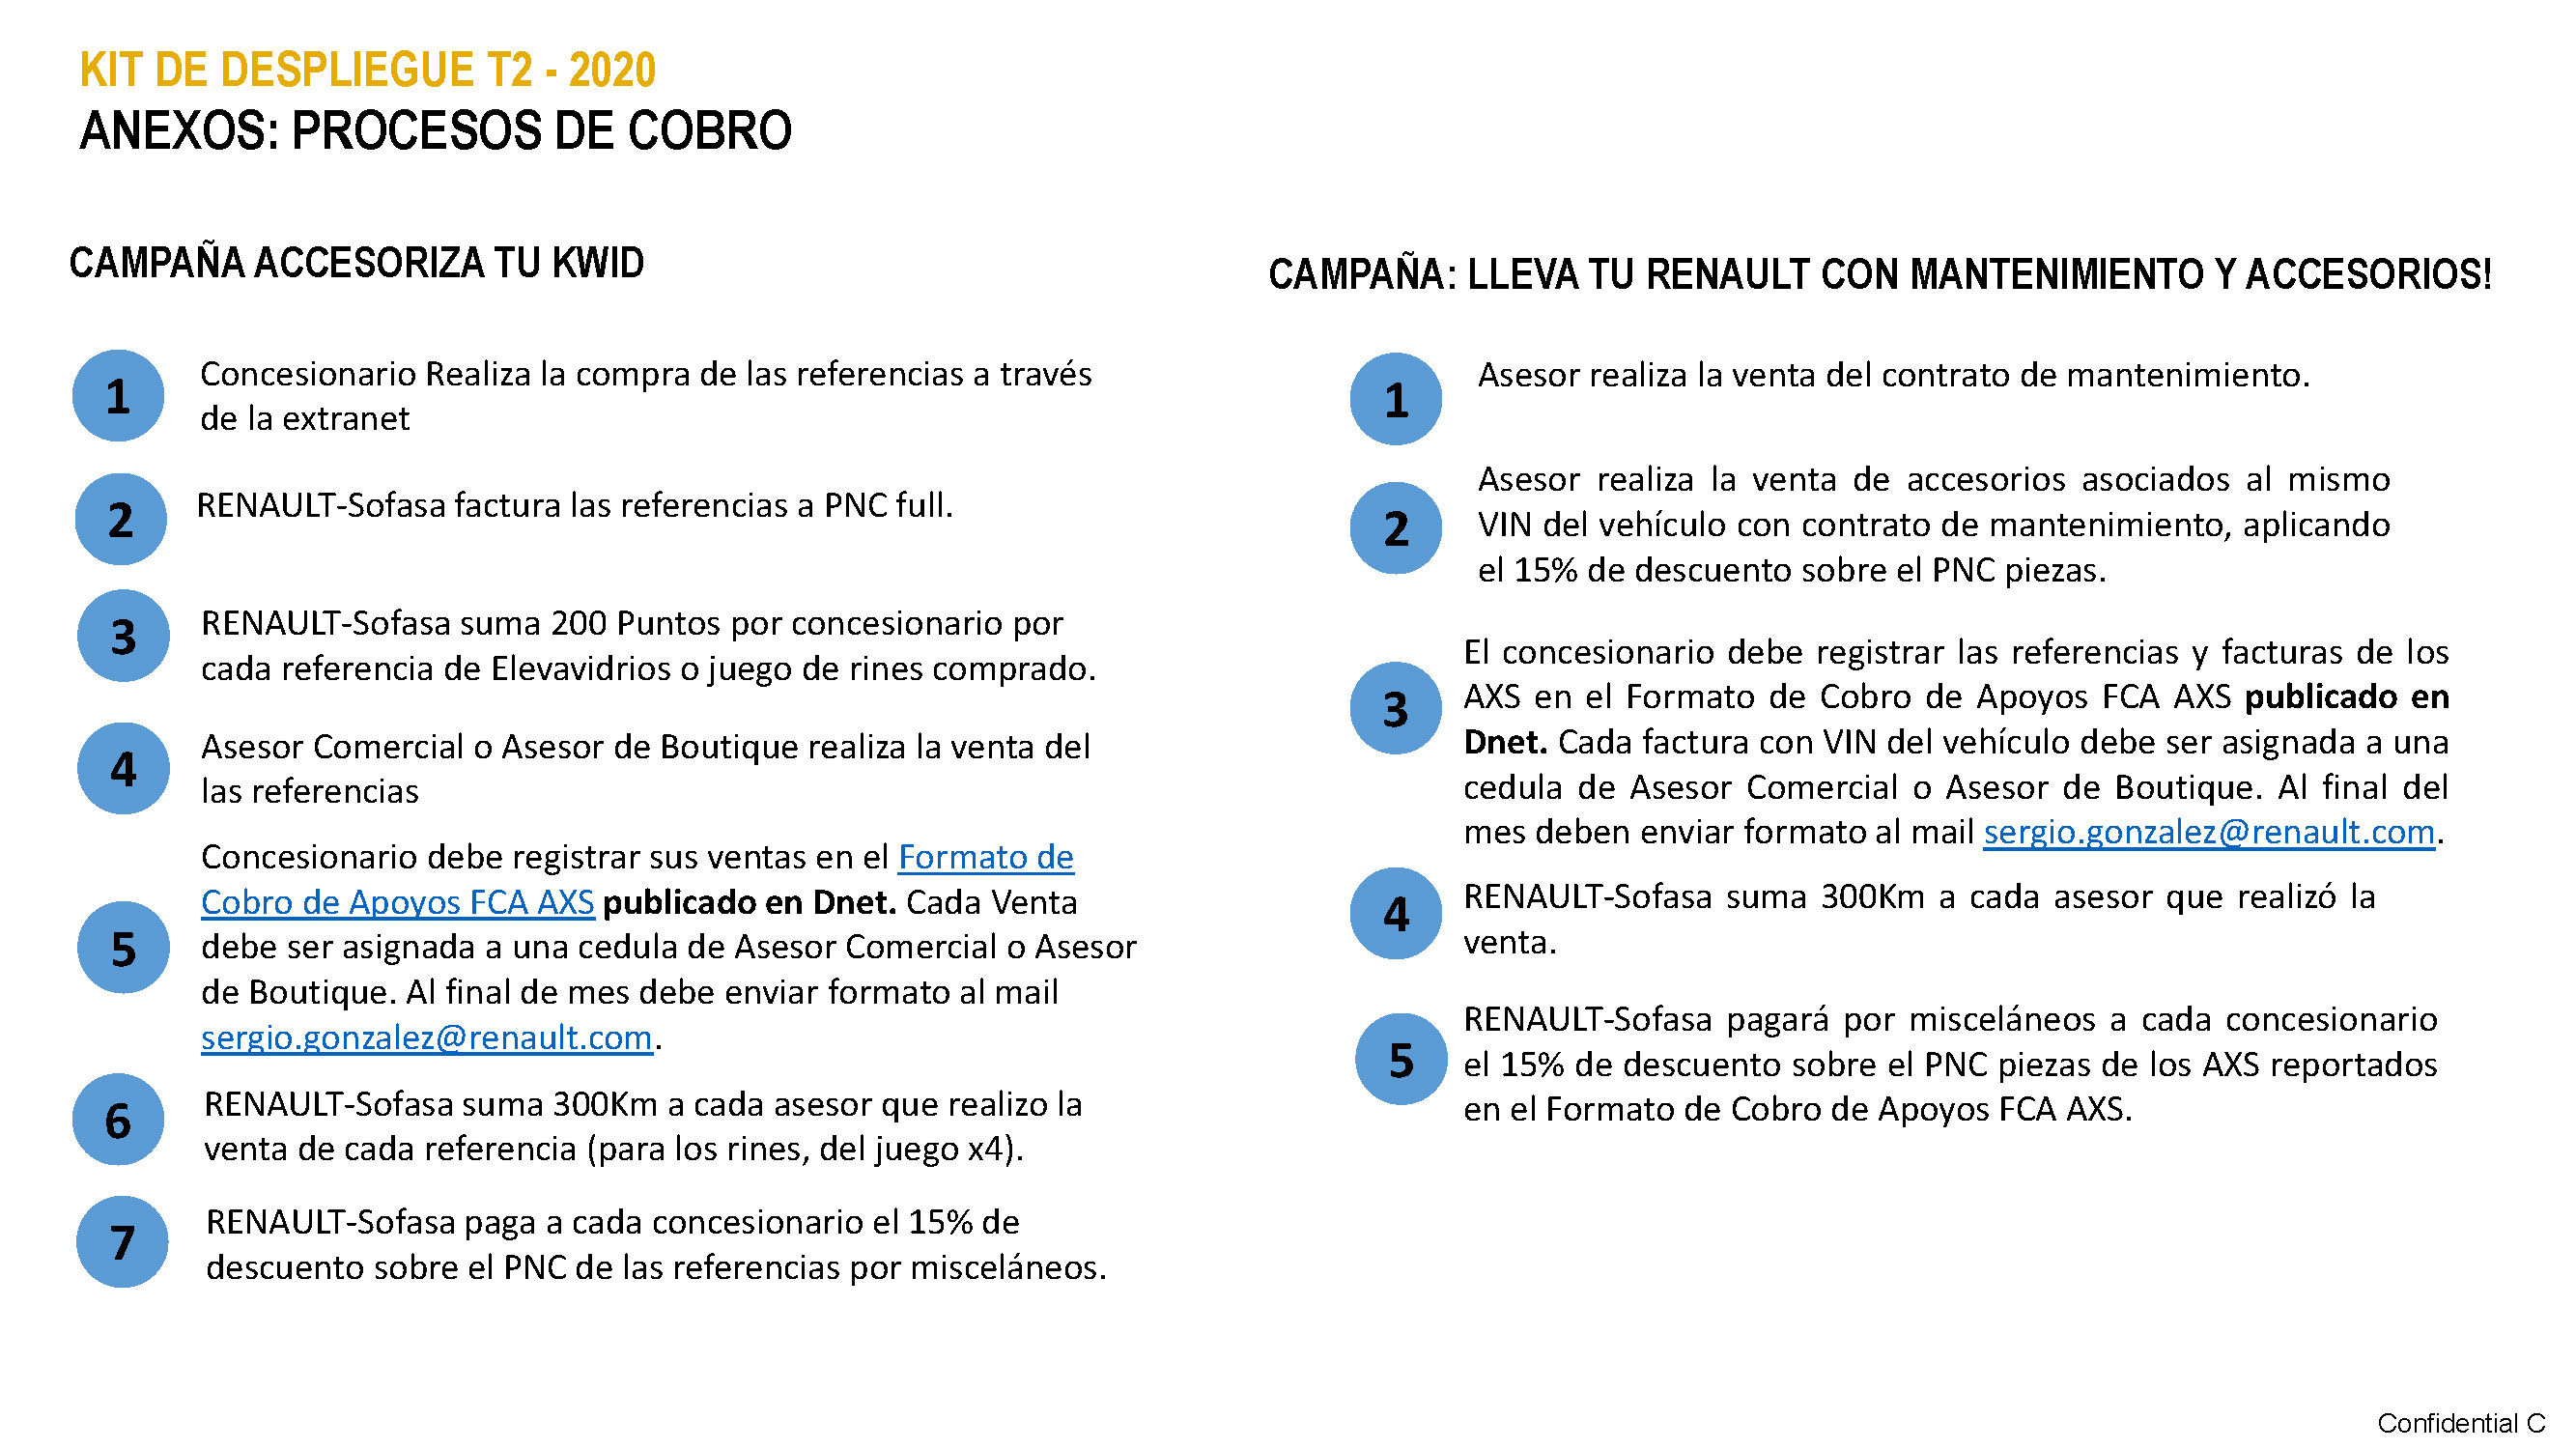 KIT DE DESPLIEGUE T2 - 2020
ANEXOS: PROCESOS DE COBRO
CAMPAÑA ACCESORIZA TU KWID
1
Concesionario Realiza la compra de las referencias a través
de la extranet
2
RENAULT-Sofasa factura las referencias a PNC full.
3
RENAULT-Sofasa suma 200 Puntos por concesionario por
cada referencia de Elevavidrios o juego de rines comprado.
4
Asesor Comercial o Asesor de Boutique realiza la venta del
las referencias
5
Concesionario debe registrar sus ventas en el Formato de
Cobro de Apoyos FCA AXS publicado en Dnet. Cada Venta
debe ser asignada a una cedula de Asesor Comercial o Asesor
de Boutique. Al final de mes debe enviar formato al mail
sergio.gonzalez@renault.com.
6
RENAULT-Sofasa suma 300Km a cada asesor que realizo la
venta de cada referencia (para los rines, del juego x4).
7
RENAULT-Sofasa paga a cada concesionario el 15% de
descuento sobre el PNC de las referencias por misceláneos.
CAMPAÑA: LLEVA TU RENAULT CON MANTENIMIENTO Y ACCESORIOS!
1
Asesor realiza la venta del contrato de mantenimiento.
2
Asesor realiza la venta de accesorios asociados al mismo
VIN del vehículo con contrato de mantenimiento, aplicando
el 15% de descuento sobre el PNC piezas.
3
El concesionario debe registrar las referencias y facturas de los
AXS en el Formato de Cobro de Apoyos FCA AXS publicado en
Dnet. Cada factura con VIN del vehículo debe ser asignada a una
cedula de Asesor Comercial o Asesor de Boutique. Al final del
mes deben enviar formato al mail sergio.gonzalez@renault.com.
4
RENAULT-Sofasa suma 300Km a cada asesor que realizó la
venta.
5
RENAULT-Sofasa pagará por misceláneos a cada concesionario
el 15% de descuento sobre el PNC piezas de los AXS reportados
en el Formato de Cobro de Apoyos FCA AXS.
Confidential C